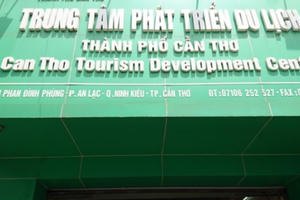 TRUNG TÂM PHÁT TRIỂN DU LỊCH
THÀNH PHỐ CẦN THƠ
Can Tho Tourism Development Cent
PHAN ĐÌNH PHÙNG - P. AN LẠC - Q. NINH KIỀU - TP. CẦN THƠ ĐT: 07106 252 527 - FAX: